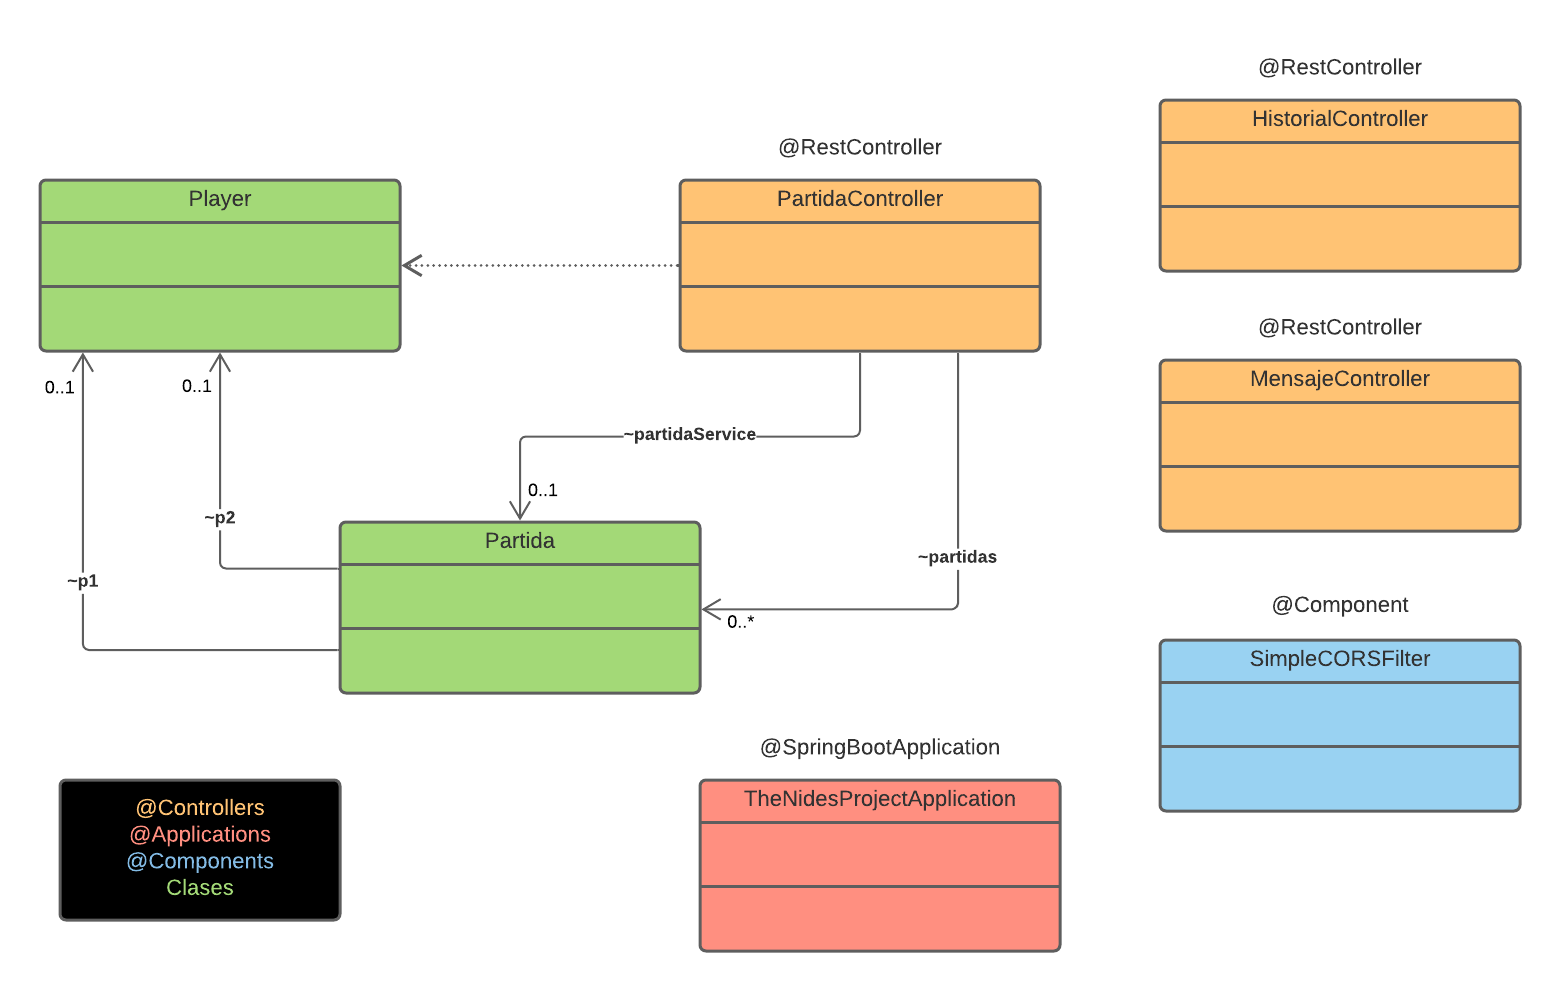 @RestController
HistorialController
@RestController
PartidaController
Player
@RestController
MensajeController
0..1
0..1
~partidaService
0..1
~p2
Partida
~partidas
~p1
0..*
@Component
SimpleCORSFilter
@SpringBootApplication
TheNidesProjectApplication
@Controllers
@Applications
@Components
Clases